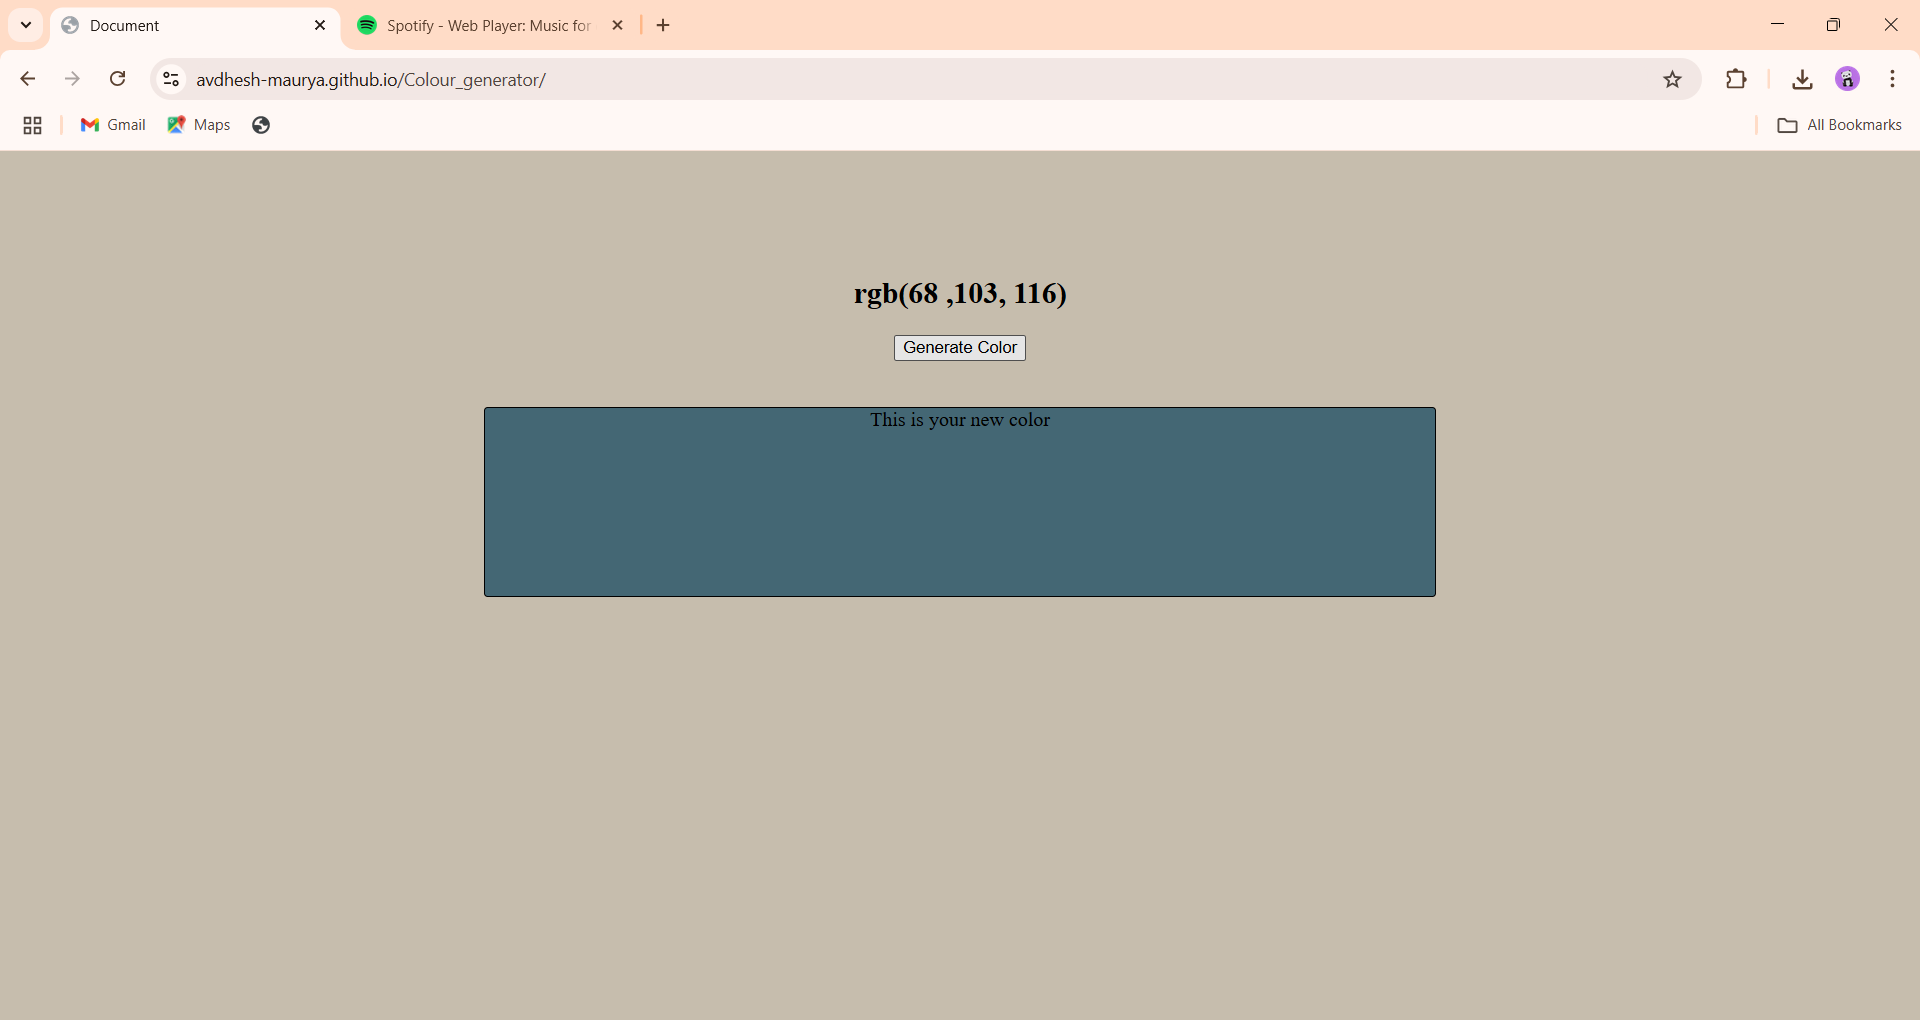 Document
Spotify - Web Player: Music for
avdhesh-maurya.github.io/Colour_generator/
Gmail
Maps
All Bookmarks
rgb(68 ,103, 116)
Generate Color
This is your new color